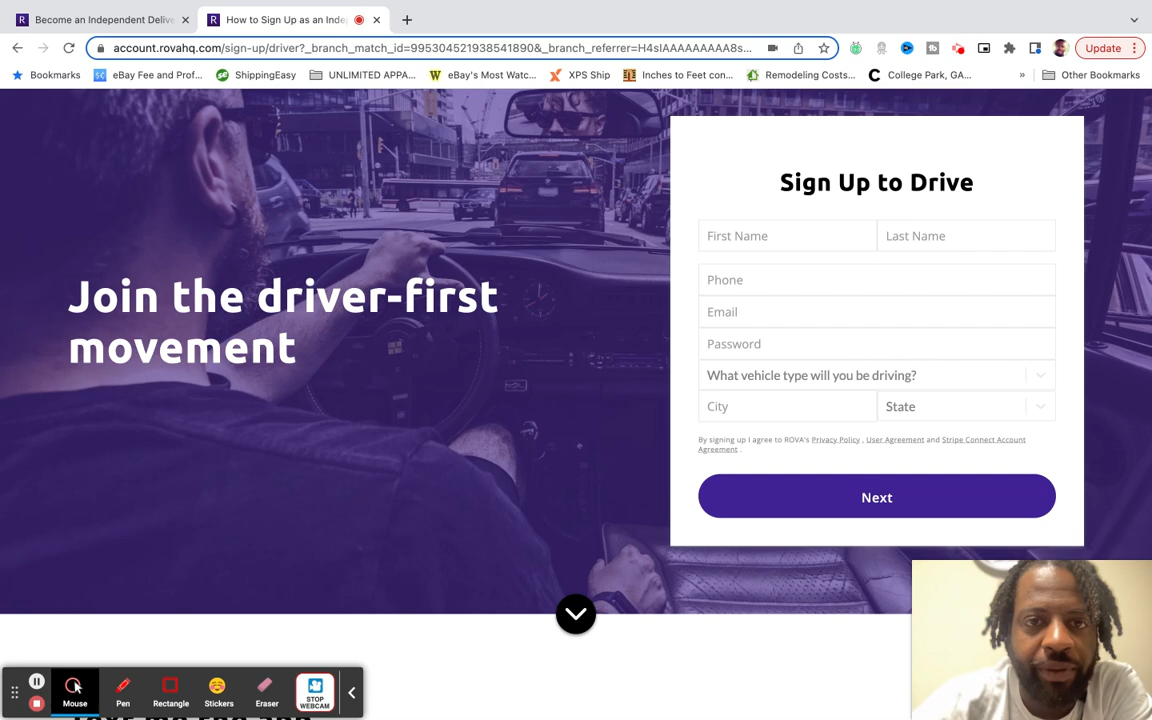 Become an Independent Delive
How to Sign Up as an Inde
account.rovahq.com/sign-up/driver?_branch_match_id=995304521938541890&_branch_referrer=H4sIAAAAAAAAA8s...
Update
Bookmarks
eBay Fee and Prof...
ShippingEasy
UNLIMITED APPA...
eBay's Most Watc...
XPS Ship
Inches to Feet con...
Remodeling Costs...
College Park, GA...
»
Other Bookmarks
Join the driver-first
movement
Sign Up to Drive
First Name
Last Name
Phone
Email
Password
What vehicle type will you be driving?
City
State
By signing up I agree to ROVA's Privacy Policy , User Agreement and Stripe Connect Account
Agreement .
Next
Mouse
Pen
Rectangle
Stickers
Eraser
STOP
WEBCAM